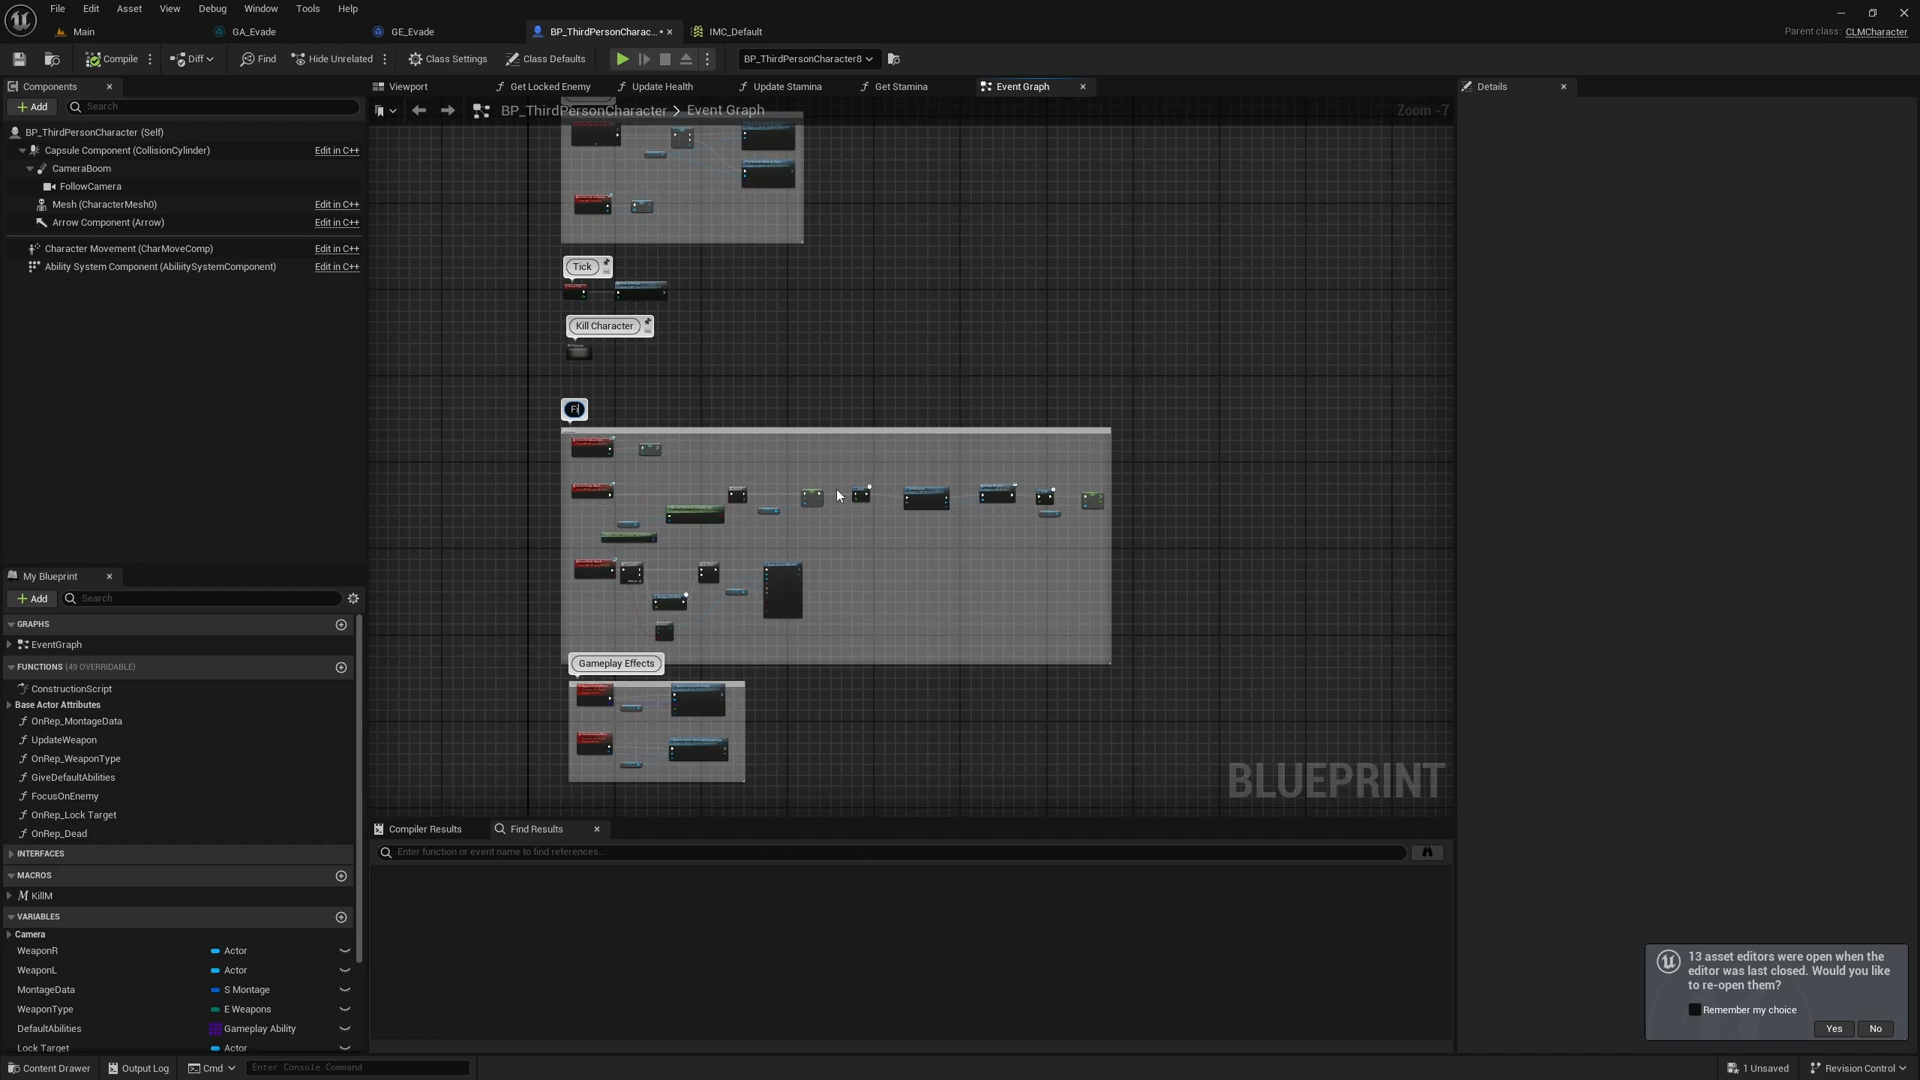 File Edit Asset View Debug Window Tools Help
Main GA_Evade GE_Evade BP_ThirdPersonCharac... • IMC_Default
Parent class: CLMCharacter
Compile Diff Find Hide Unrelated Class Settings Class Defaults BP_ThirdPersonCharacter8
Components
Viewport Get Locked Enemy Update Health Update Stamina Get Stamina Event Graph Details
+ Add Search
BP_ThirdPersonCharacter > Event Graph Zoom -7
BP_ThirdPersonCharacter (Self)
Capsule Component (CollisionCylinder) Edit in C++
CameraBoom
FollowCamera
Mesh (CharacterMesh0) Edit in C++
Arrow Component (Arrow) Edit in C++
Character Movement (CharMoveComp) Edit in C++
Ability System Component (AbiliitySystemComponent) Edit in C++
Tick
Kill Character
Fi
Gameplay Effects
BLUEPRINT
My Blueprint
+ Add Search
GRAPHS
EventGraph
FUNCTIONS (49 OVERRIDABLE)
ConstructionScript
Base Actor Attributes
OnRep_MontageData
UpdateWeapon
OnRep_WeaponType
GiveDefaultAbilities
FocusOnEnemy
OnRep_Lock Target
OnRep_Dead
INTERFACES
MACROS
KillM
VARIABLES
Camera
WeaponR Actor
WeaponL Actor
MontageData S Montage
WeaponType E Weapons
DefaultAbilities Gameplay Ability
Lock Target Actor
Compiler Results Find Results
Enter function or event name to find references...
13 asset editors were open when the
editor was last closed. Would you like
to re-open them?
Remember my choice
Yes No
Content Drawer Output Log Cmd Enter Console Command 1 Unsaved Revision Control